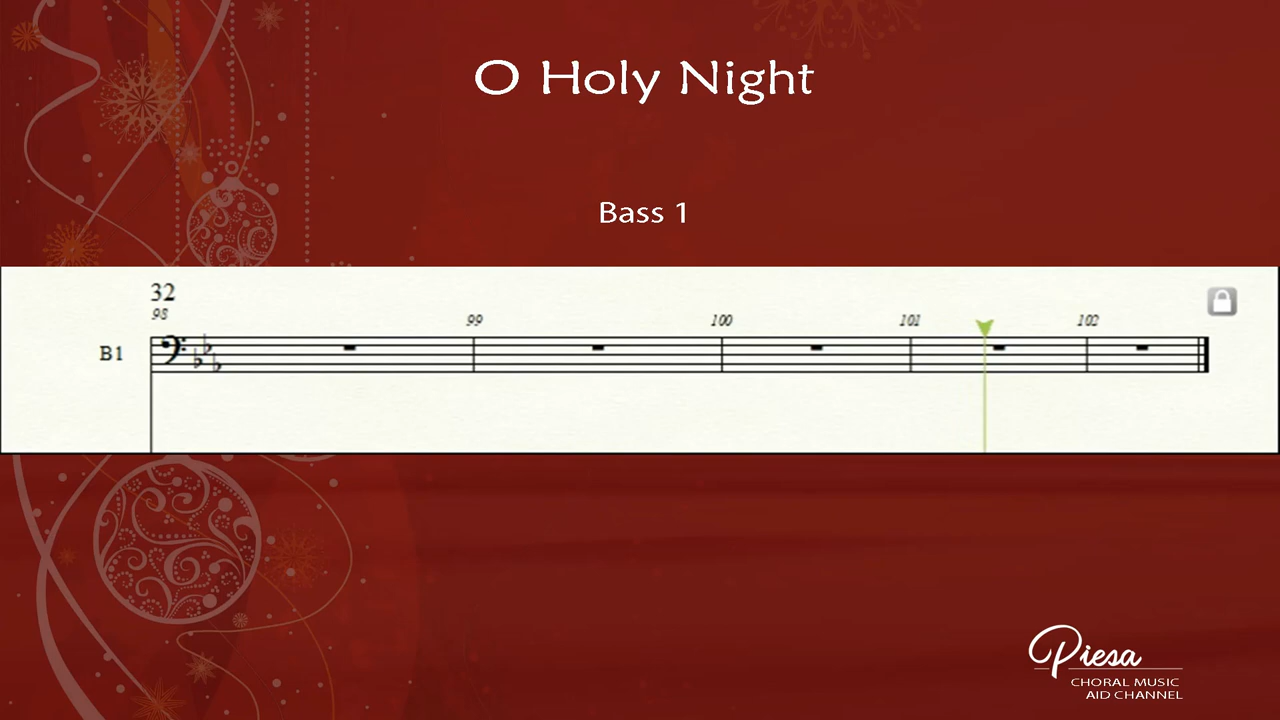 O Holy Night
Bass 1
32
98 99 100 101 102
B1
Piesa
CHORAL MUSIC
AID CHANNEL